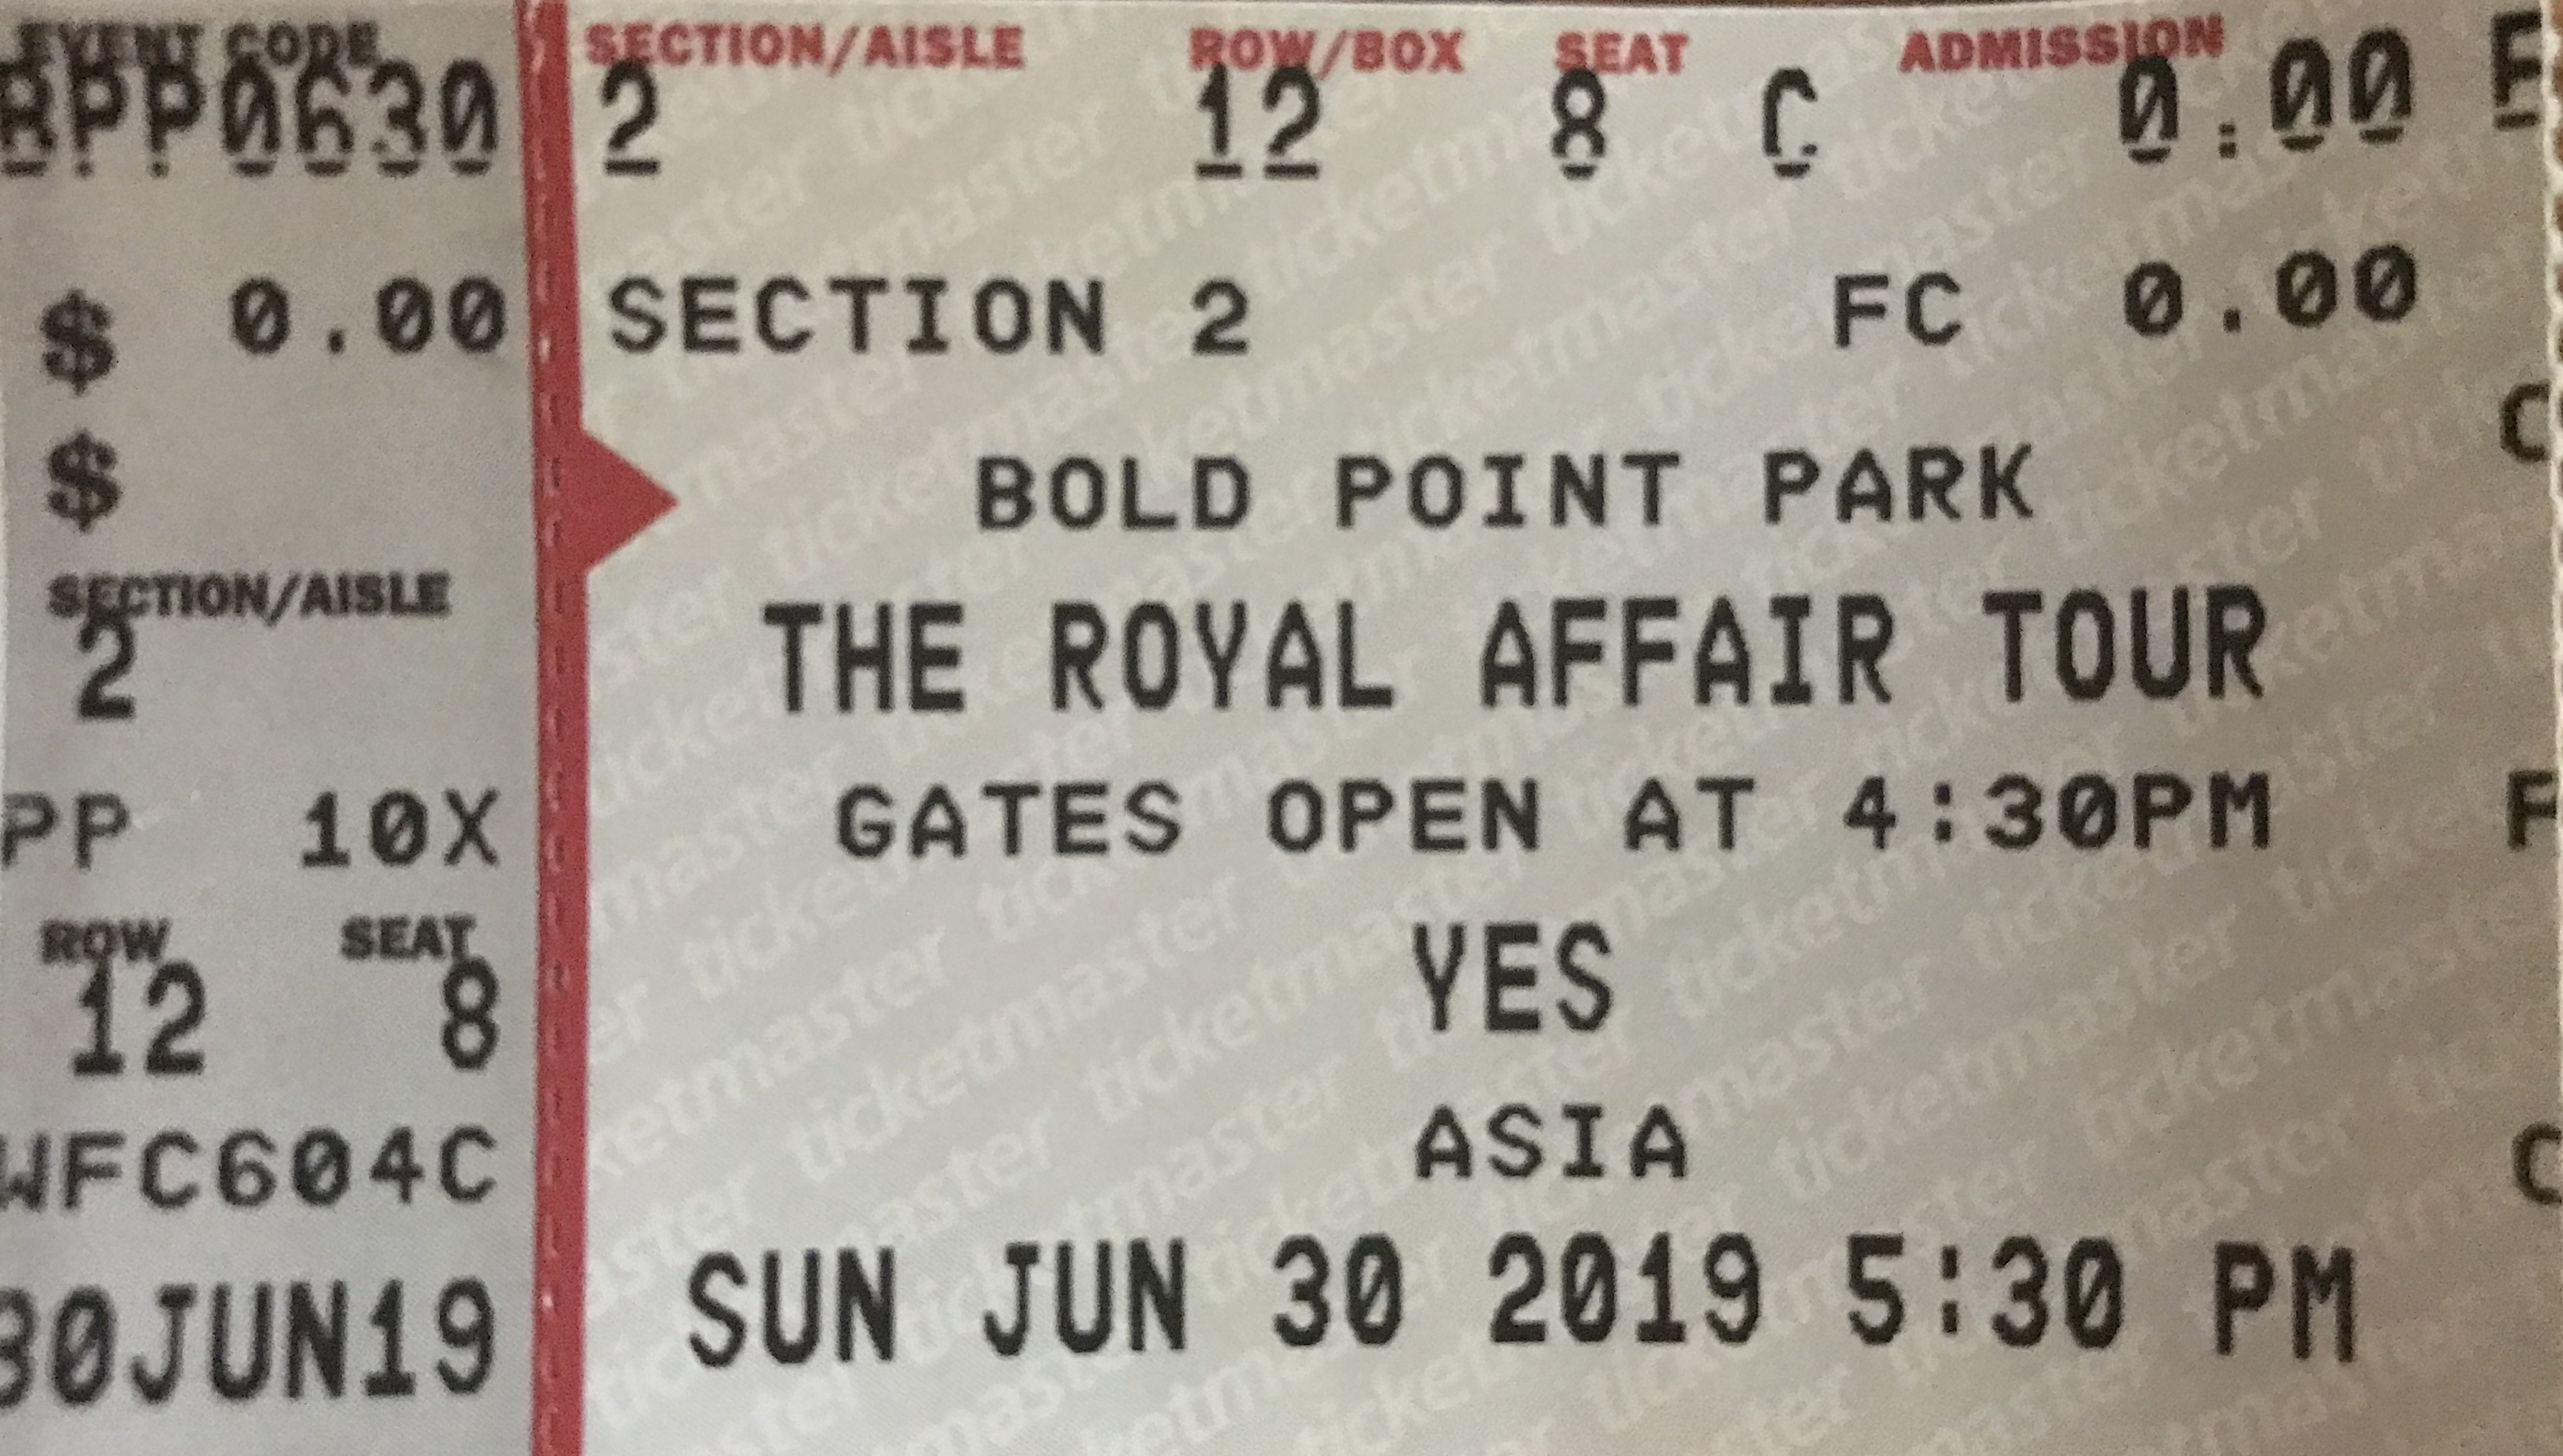 EVENT CODE
SECTION/AISLE ROW/BOX SEAT ADMISSION
PP0630 2 12 8 C 0.00
$ 0.00 SECTION 2 FC 0.00
$
BOLD POINT PARK
SECTION/AISLE
2
THE ROYAL AFFAIR TOUR
PP 10X GATES OPEN AT 4:30PM
ROW SEAT
12 8
YES
WFC604C ASIA
30JUN19 SUN JUN 30 2019 5:30 PM
ticketmaster